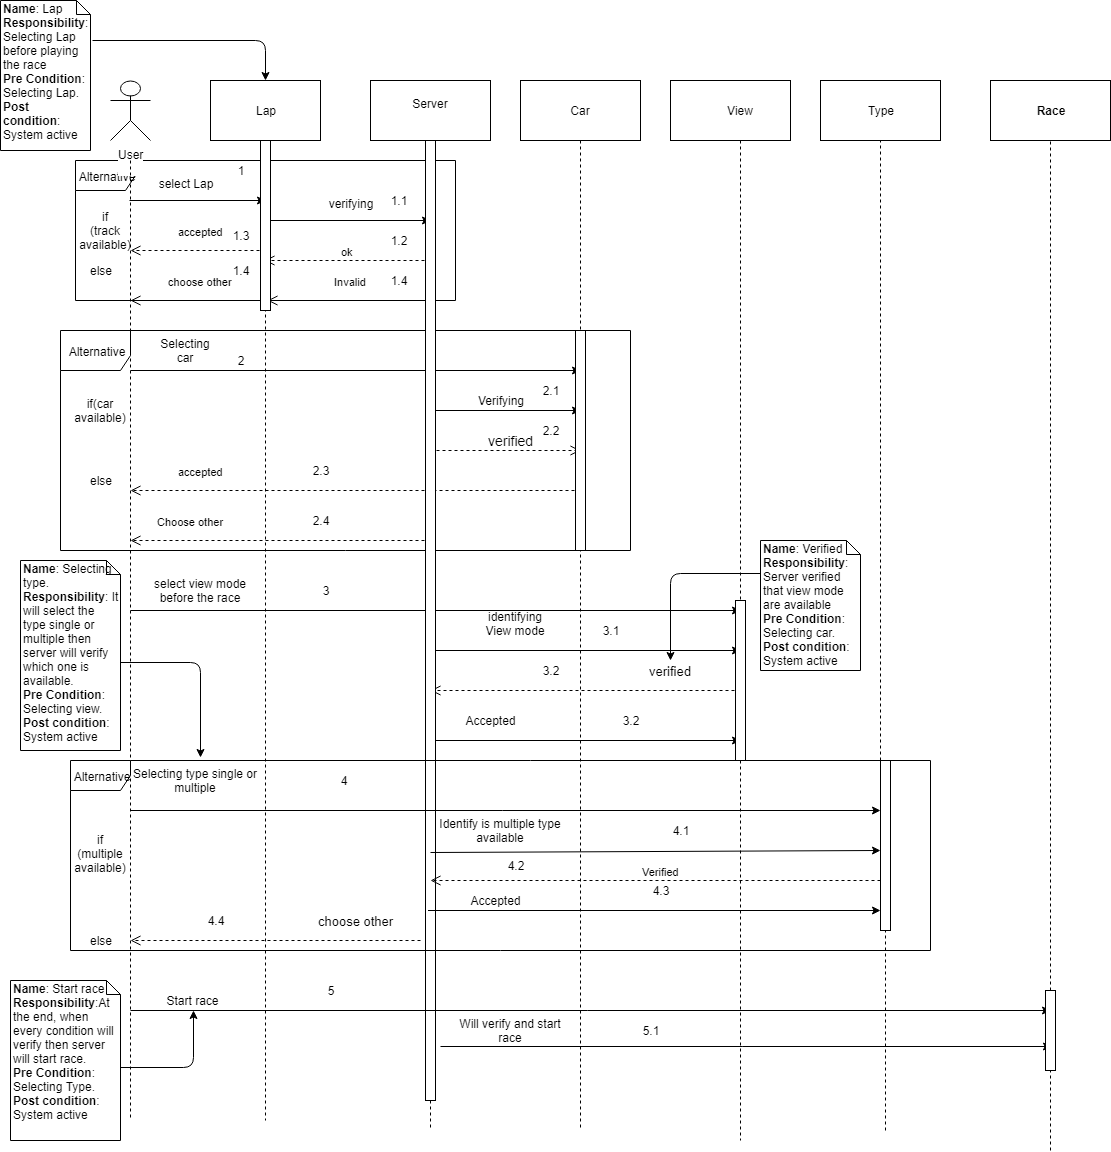 Name: Lap
Responsibility:
Selecting Lap
before playing
the race
Pre Condition:
Selecting Lap.
Post
condition:
System active
User
Lap
Server
Car
View
Type
Race
Alternative
select Lap
1
verifying
1.1
if
(track
available)
accepted
1.3
1.2
ok
else
1.4
choose other
Invalid
1.4
Alternative
Selecting
car
2
if(car
available)
2.1
Verifying
2.2
verified
else
accepted
2.3
Choose other
2.4
Name: Selecting
type.
Responsibility: It
will select the
type single or
multiple then
server will verify
which one is
available.
Pre Condition:
Selecting view.
Post condition:
System active
select view mode
before the race
3
identifying
View mode
3.1
Name: Verified
Responsibility:
Server verified
that view mode
are available
Pre Condition:
Selecting car.
Post condition:
System active
3.2
verified
Accepted
3.2
Alternative
Selecting type single or
multiple
4
if
(multiple
available)
Identify is multiple type
available
4.1
4.2
Verified
4.3
Accepted
4.4
choose other
else
Name: Start race
Responsibility:At
the end, when
every condition will
verify then server
will start race.
Pre Condition:
Selecting Type.
Post condition:
System active
Start race
5
Will verify and start
race
5.1